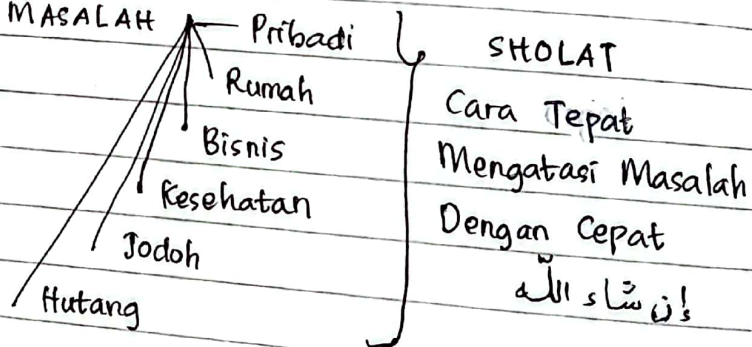 MASALAH
Pribadi
Rumah
Bisnis
Kesehatan
Jodoh
Hutang
SHOLAT
Cara Tepat
Mengatasi Masalah
Dengan Cepat
إن شاء الله